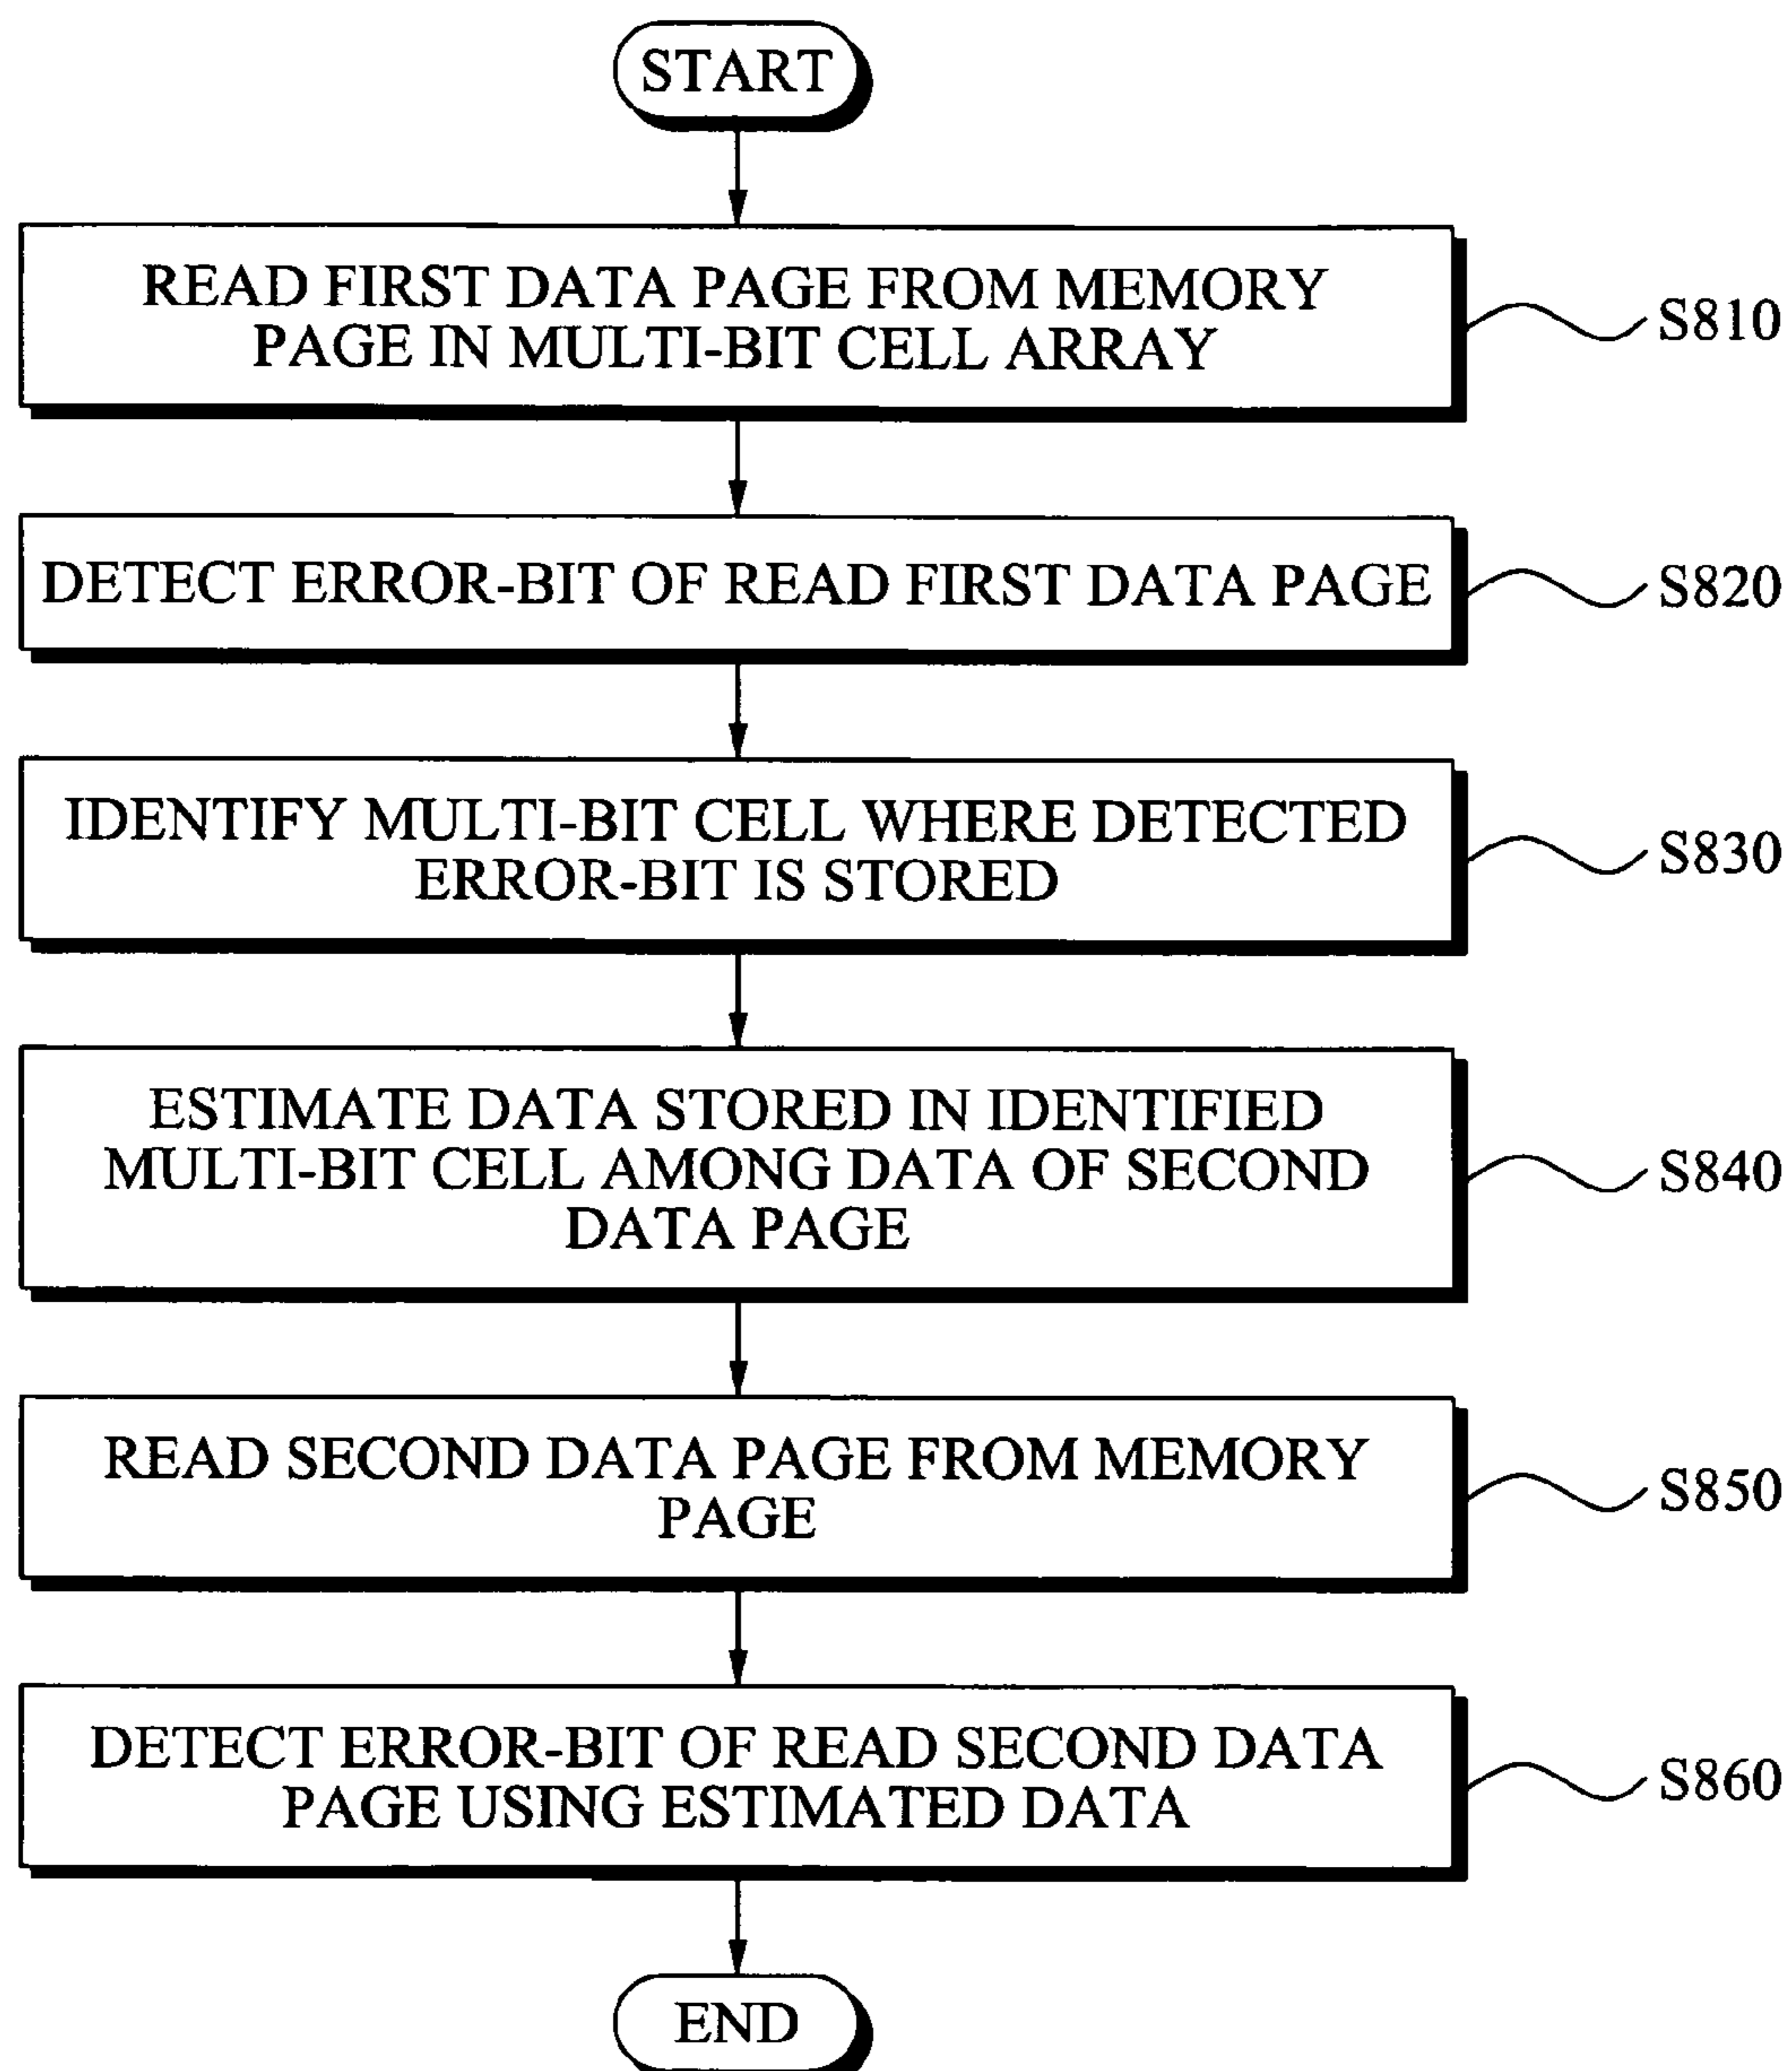 START
READ FIRST DATA PAGE FROM MEMORY
PAGE IN MULTI-BIT CELL ARRAY
S810
DETECT ERROR-BIT OF READ FIRST DATA PAGE
S820
IDENTIFY MULTI-BIT CELL WHERE DETECTED
ERROR-BIT IS STORED
S830
ESTIMATE DATA STORED IN IDENTIFIED
MULTI-BIT CELL AMONG DATA OF SECOND
DATA PAGE
S840
READ SECOND DATA PAGE FROM MEMORY
PAGE
S850
DETECT ERROR-BIT OF READ SECOND DATA
PAGE USING ESTIMATED DATA
S860
END